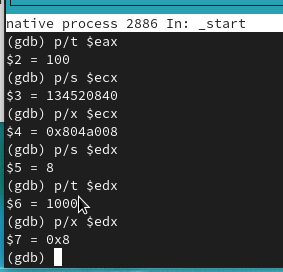 native process 2886 In: _start
(gdb) p/t $eax
$2 = 100
(gdb) p/s $ecx
$3 = 134520840
(gdb) p/x $ecx
$4 = 0x804a008
(gdb) p/s $edx
$5 = 8
(gdb) p/t $edx
$6 = 1000
(gdb) p/x $edx
$7 = 0x8
(gdb)